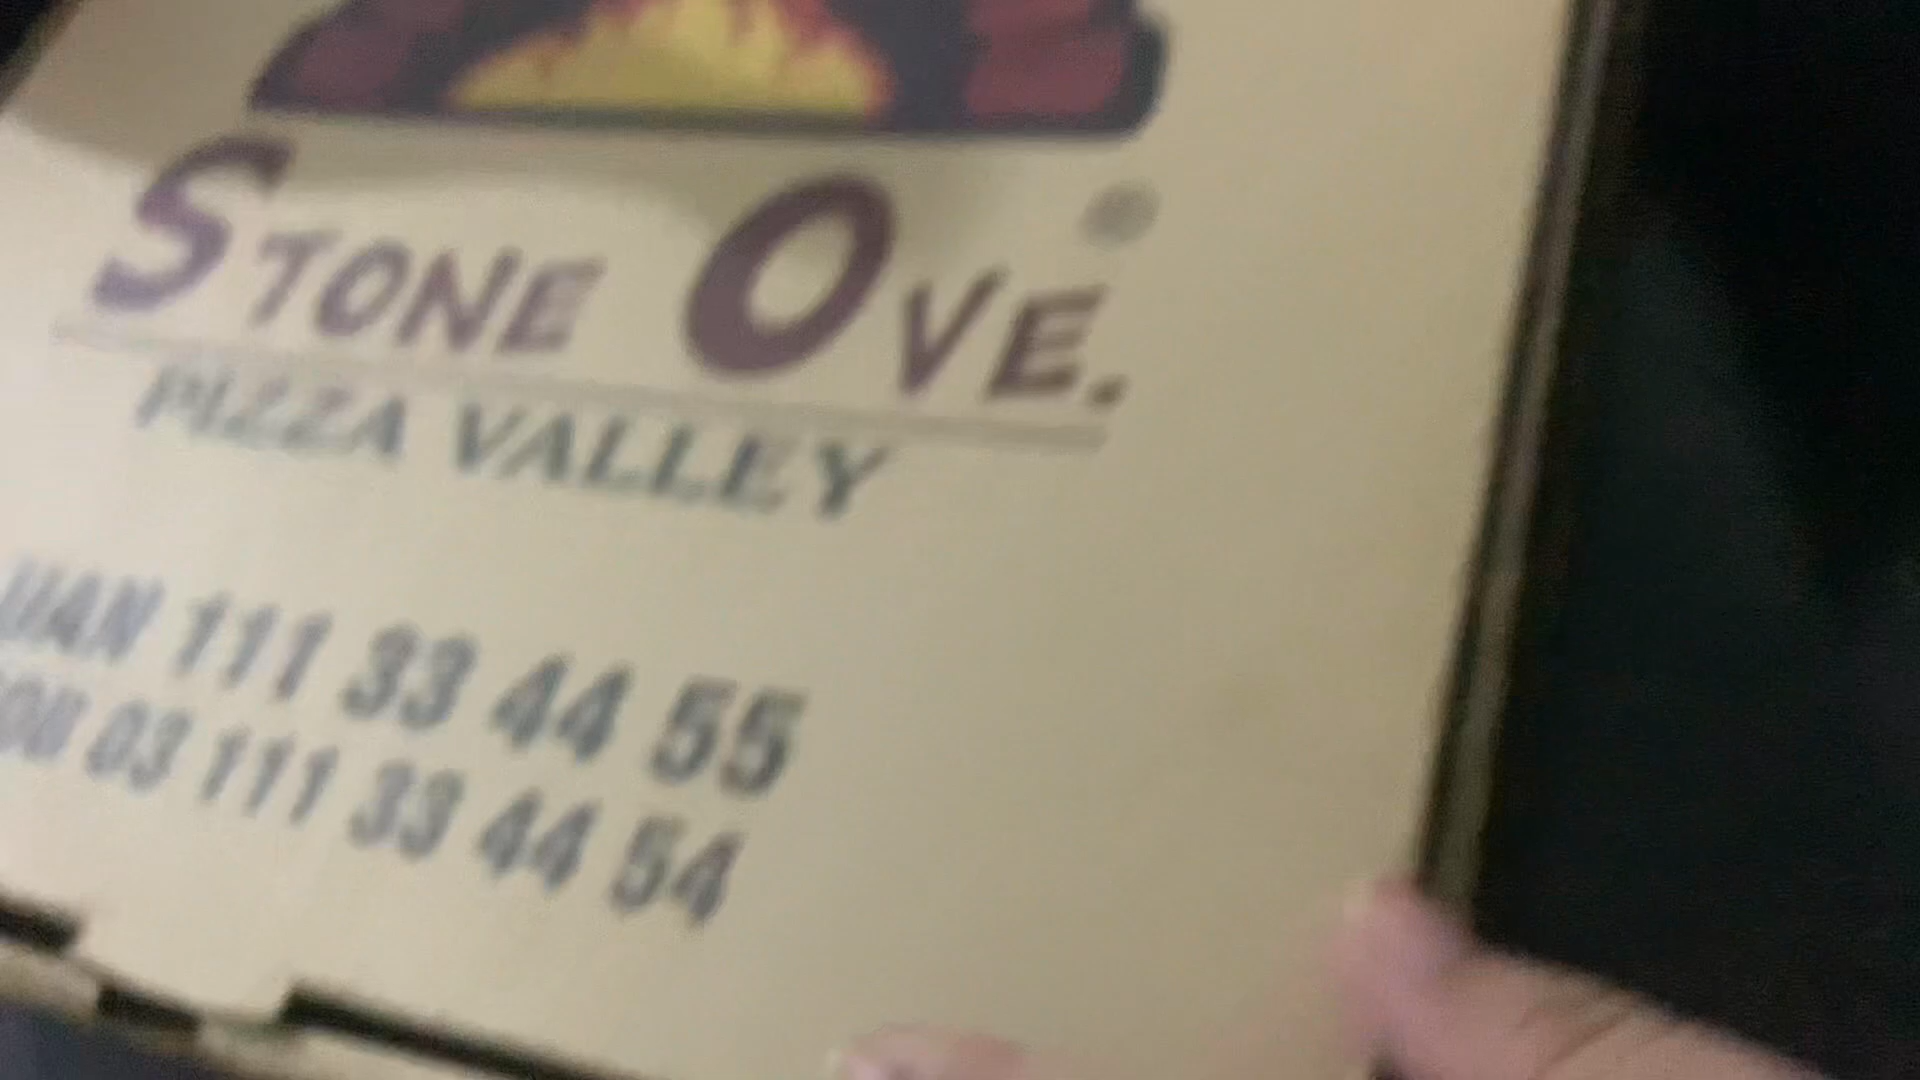 STONE OVE.
PIZZA VALLEY
111 33 44 55
03 111 33 44 54